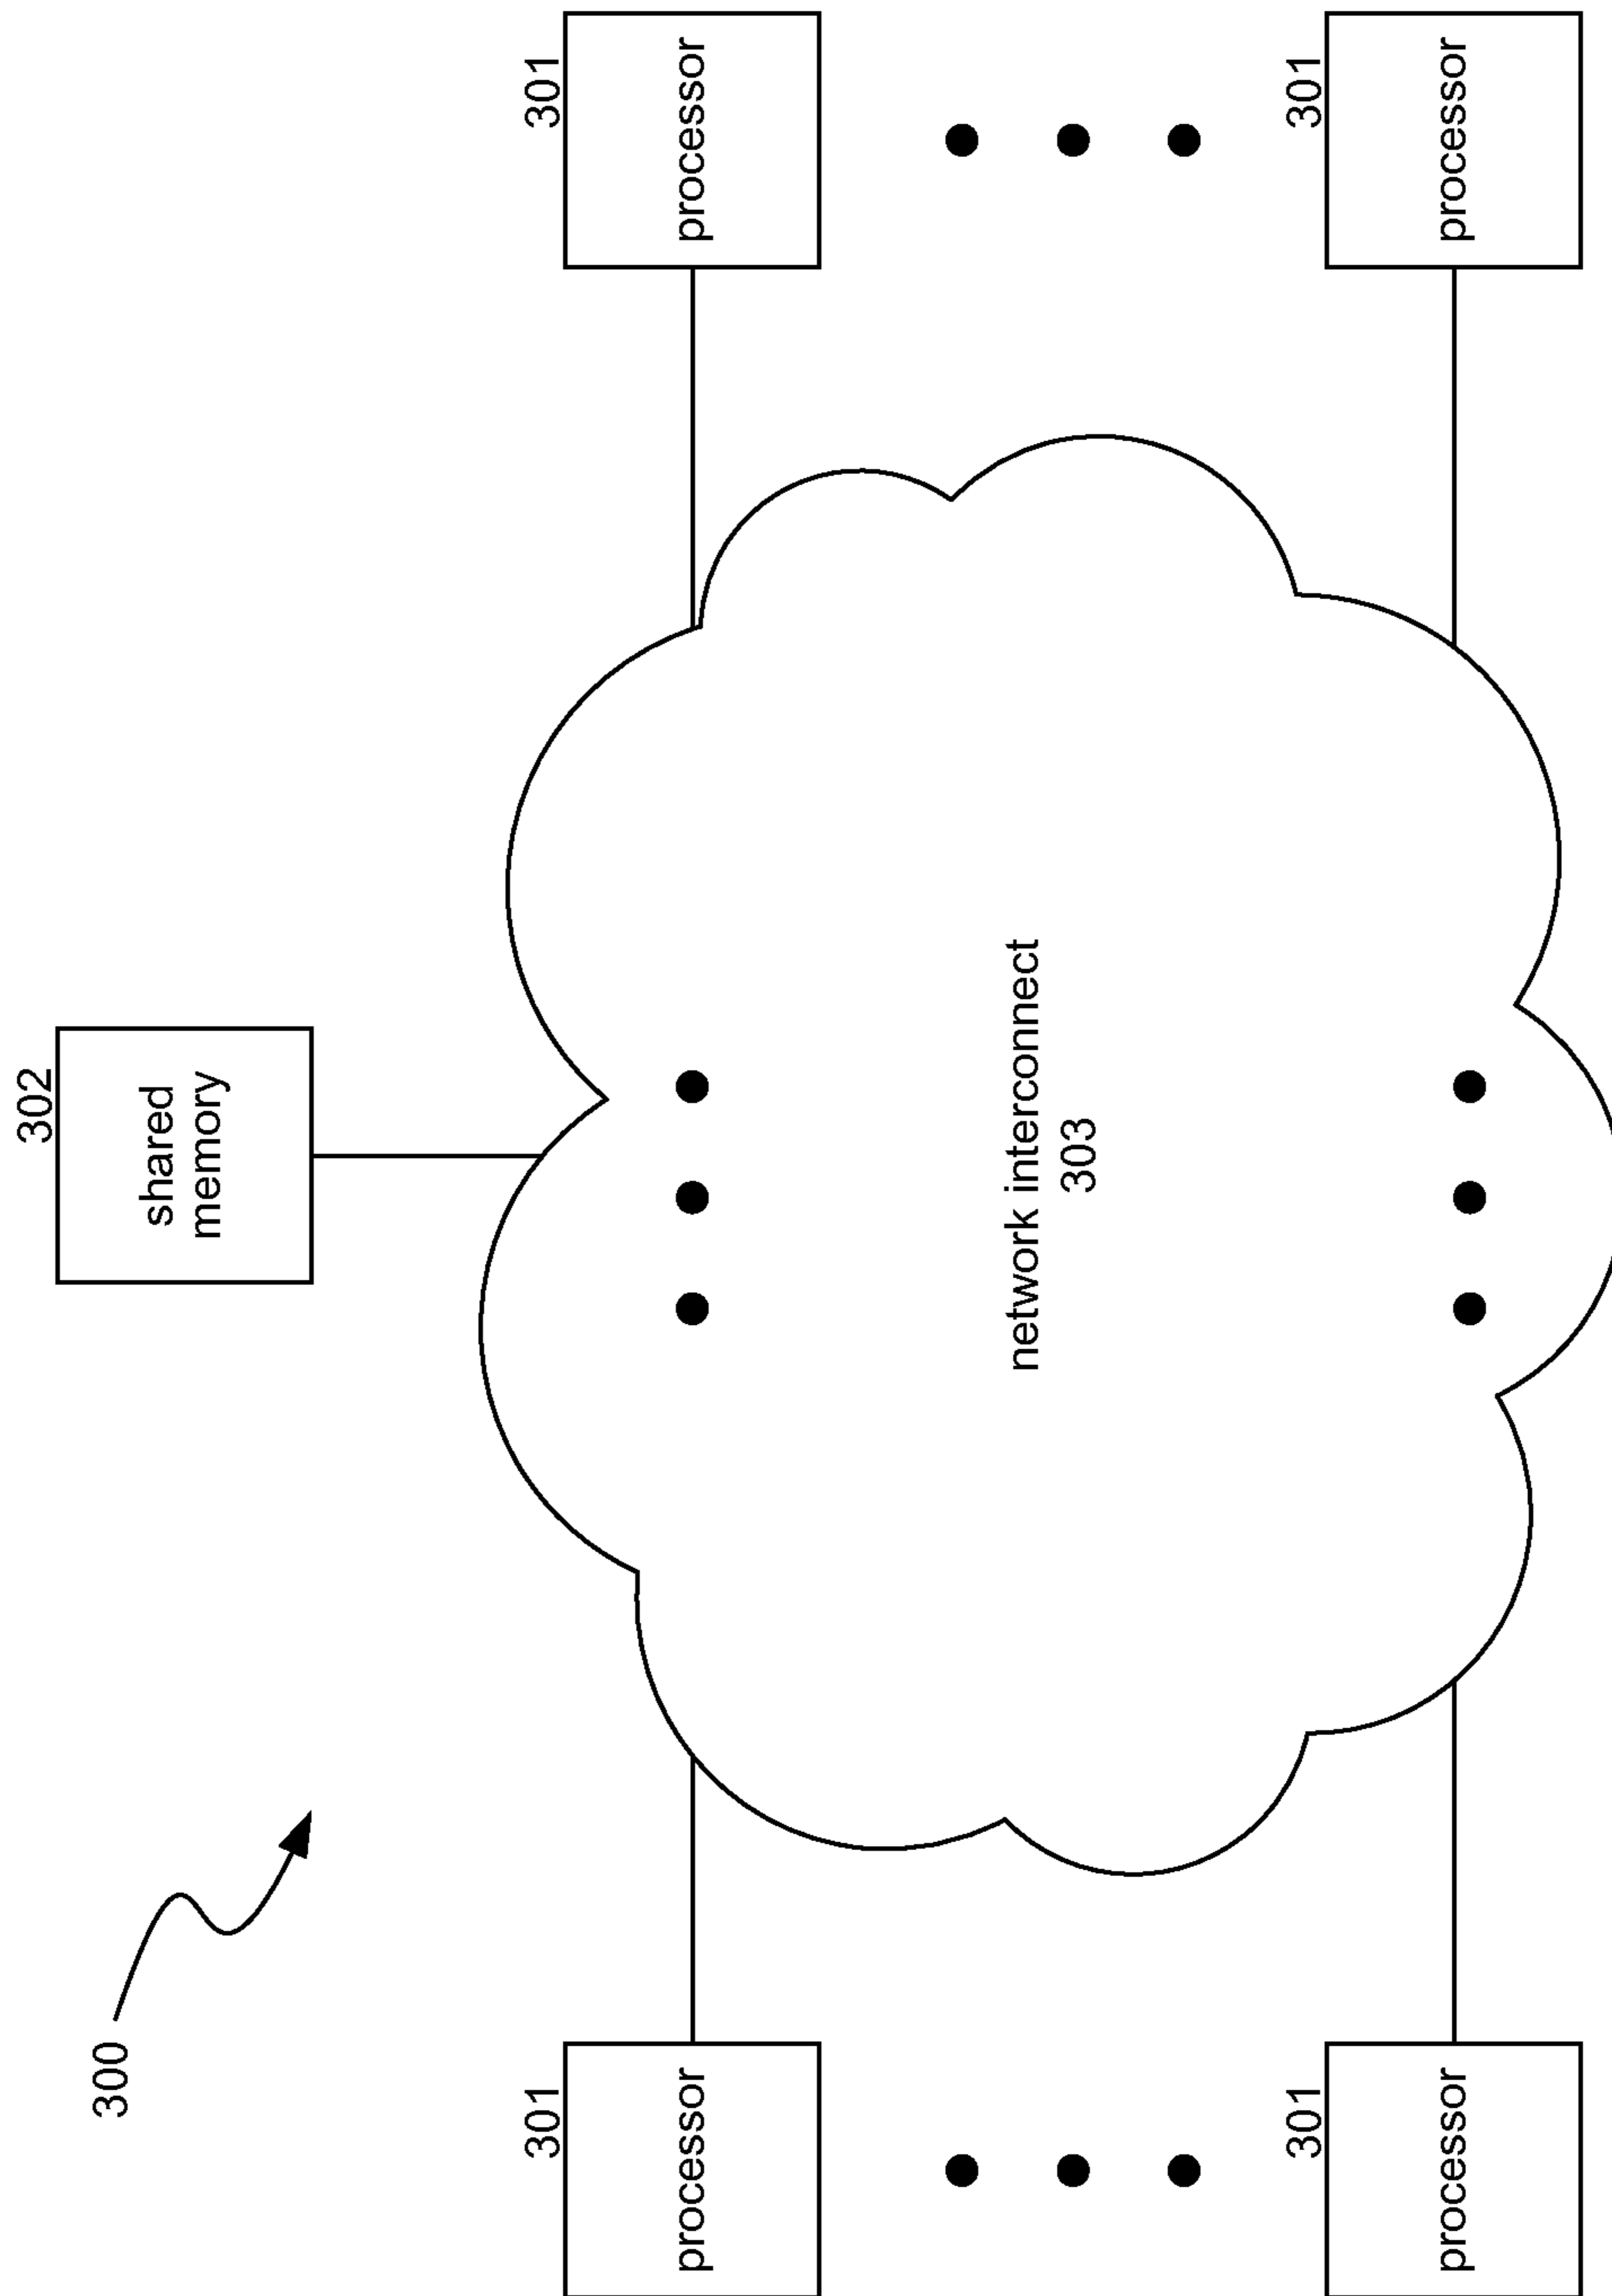 302
300
shared
memory
301
301
processor
processor
network interconnect
303
301
301
processor
processor